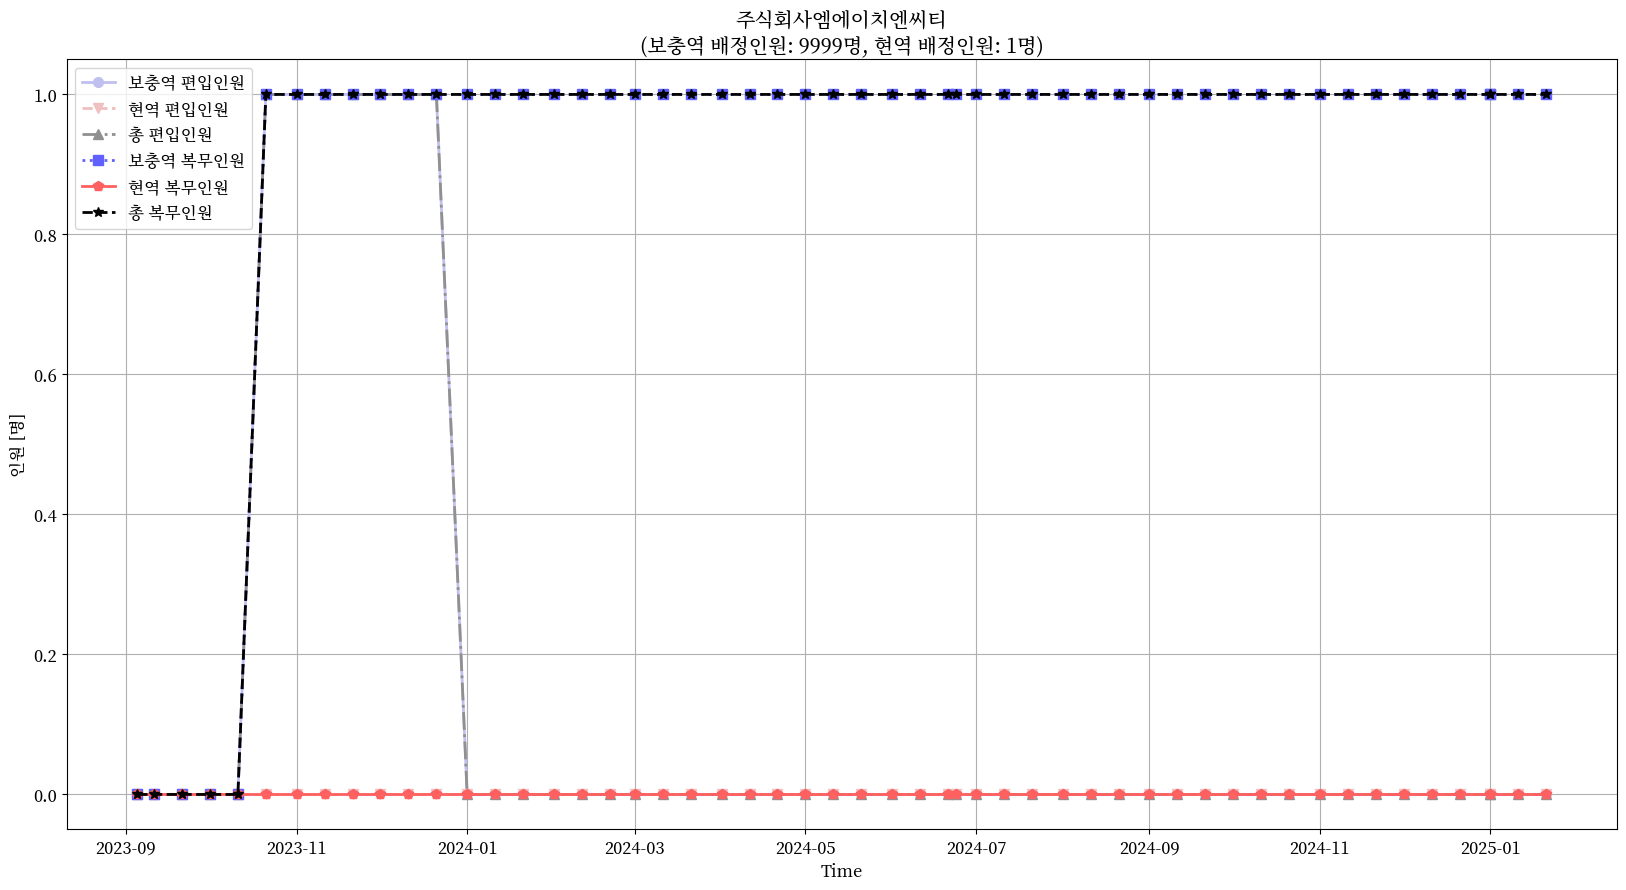 주식회사엠에이치엔씨티
(보충역 배정인원: 9999명, 현역 배정인원: 1명)
보충역 편입인원
현역 편입인원
총 편입인원
보충역 복무인원
현역 복무인원
총 복무인원
1.0
0.8
0.6
0.4
0.2
0.0
인원 [명]
2023-09
2023-11
2024-01
2024-03
2024-05
2024-07
2024-09
2024-11
2025-01
Time